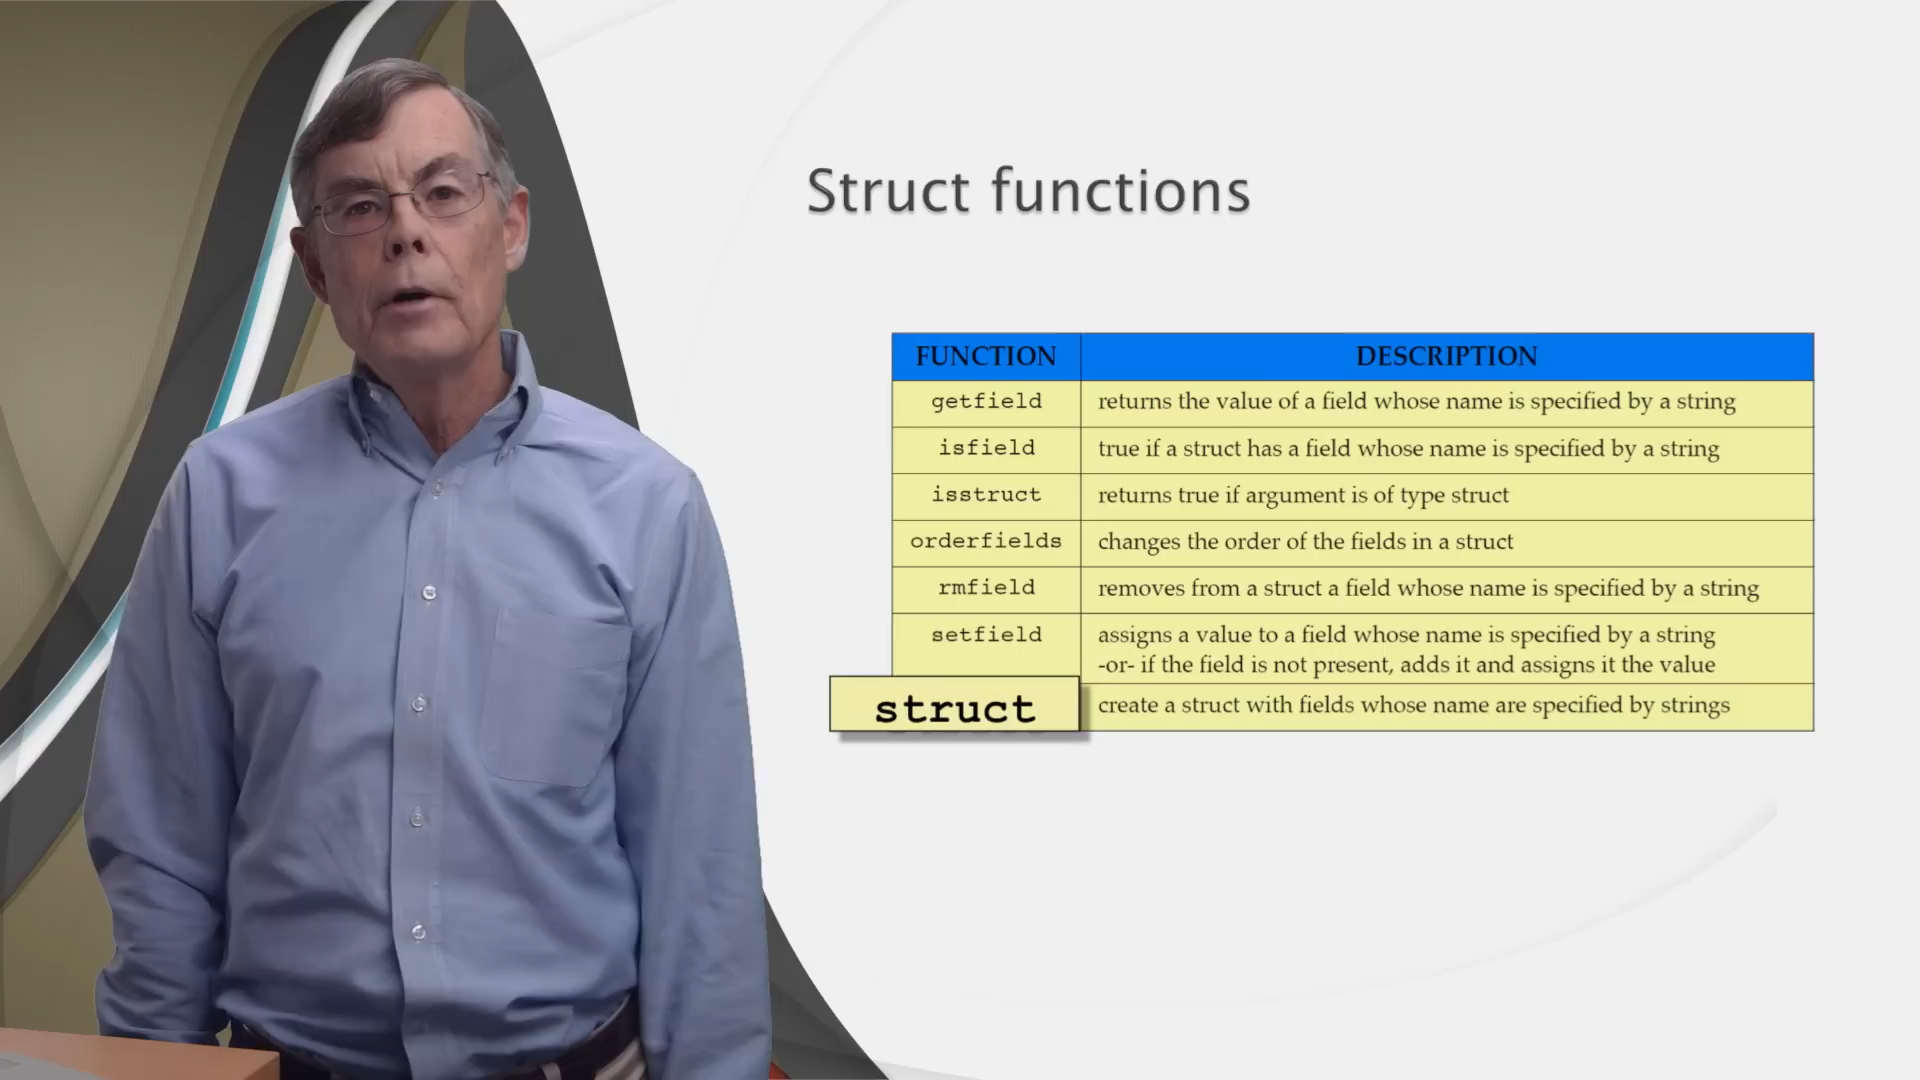 Struct functions
FUNCTION DESCRIPTION
getfield returns the value of a field whose name is specified by a string
isfield true if a struct has a field whose name is specified by a string
isstruct returns true if argument is of type struct
orderfields changes the order of the fields in a struct
rmfield removes from a struct a field whose name is specified by a string
setfield assigns a value to a field whose name is specified by a string
-or- if the field is not present, adds it and assigns it the value
struct create a struct with fields whose name are specified by strings